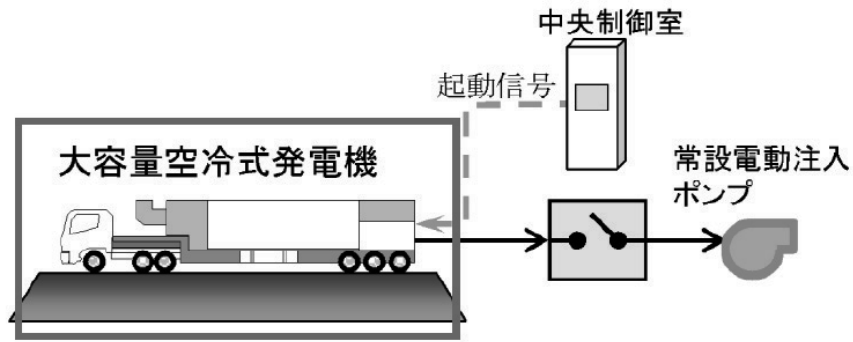 中央制御室
起動信号
大容量空冷式発電機
常設電動注入
ポンプ